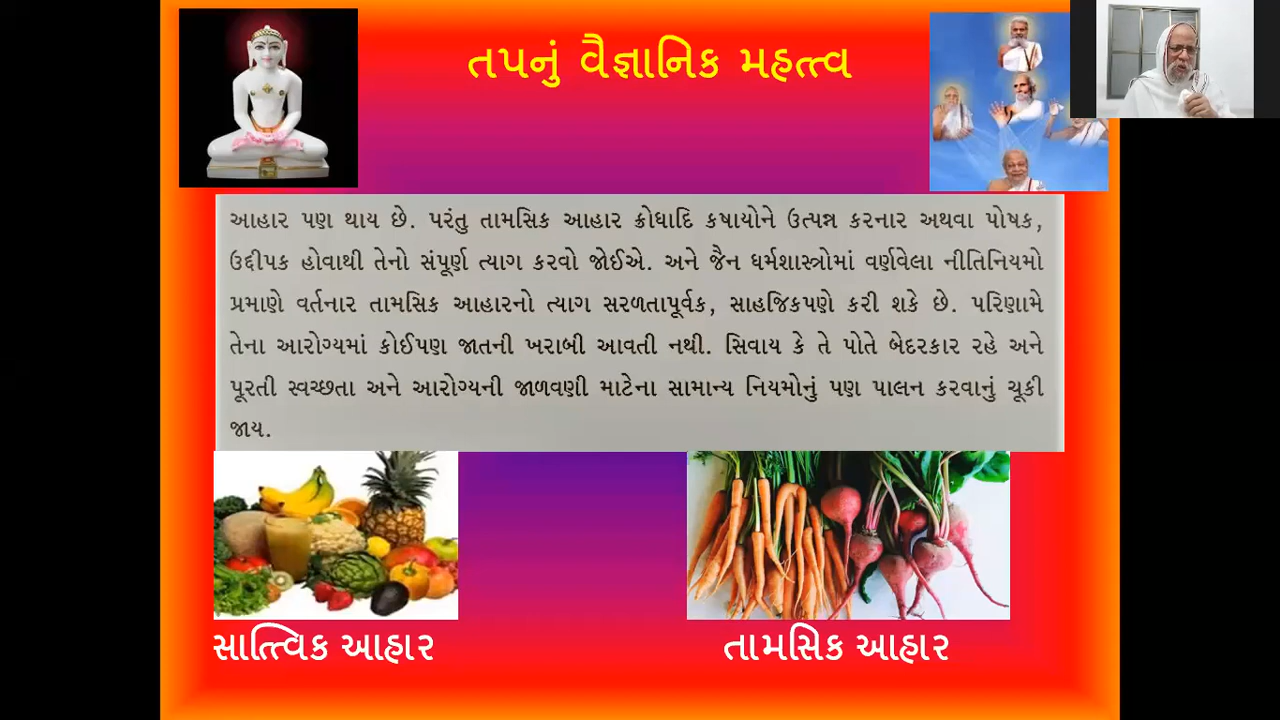 તપનું વૈજ્ઞાનિક મહત્ત્વ
આહાર પણ થાય છે. પરંતુ તામસિક આહાર ક્રોધાદિ કષાયોને ઉત્પન્ન કરનાર અથવા પોષક,
ઉદ્દીપક હોવાથી તેનો સંપૂર્ણ ત્યાગ કરવો જોઈએ. અને જૈન ધર્મશાસ્ત્રોમાં વર્ણવેલા નીતિનિયમો
પ્રમાણે વર્તનાર તામસિક આહારનો ત્યાગ સરળતાપૂર્વક, સાહજિકપણે કરી શકે છે. પરિણામે
તેના આરોગ્યમાં કોઈપણ જાતની ખરાબી આવતી નથી. સિવાય કે તે પોતે બેદરકાર રહે અને
પૂરતી સ્વચ્છતા અને આરોગ્યની જાળવણી માટેના સામાન્ય નિયમોનું પણ પાલન કરવાનું ચૂકી
જાય.
સાત્ત્વિક આહાર
તામસિક આહાર